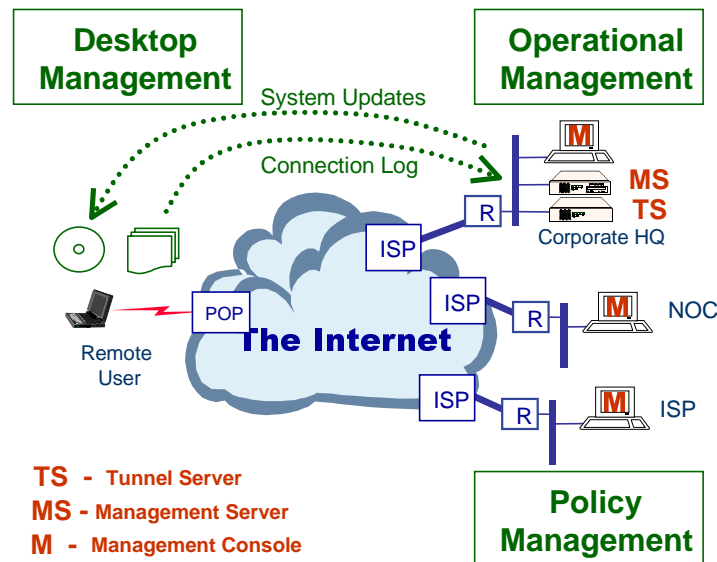 Desktop
Management
Operational
Management
System Updates
Connection Log
M
MS
TS
R
Corporate HQ
ISP
ISP
R
M
NOC
POP
The Internet
Remote
User
ISP
R
M
ISP
TS - Tunnel Server
MS - Management Server
M - Management Console
Policy
Management